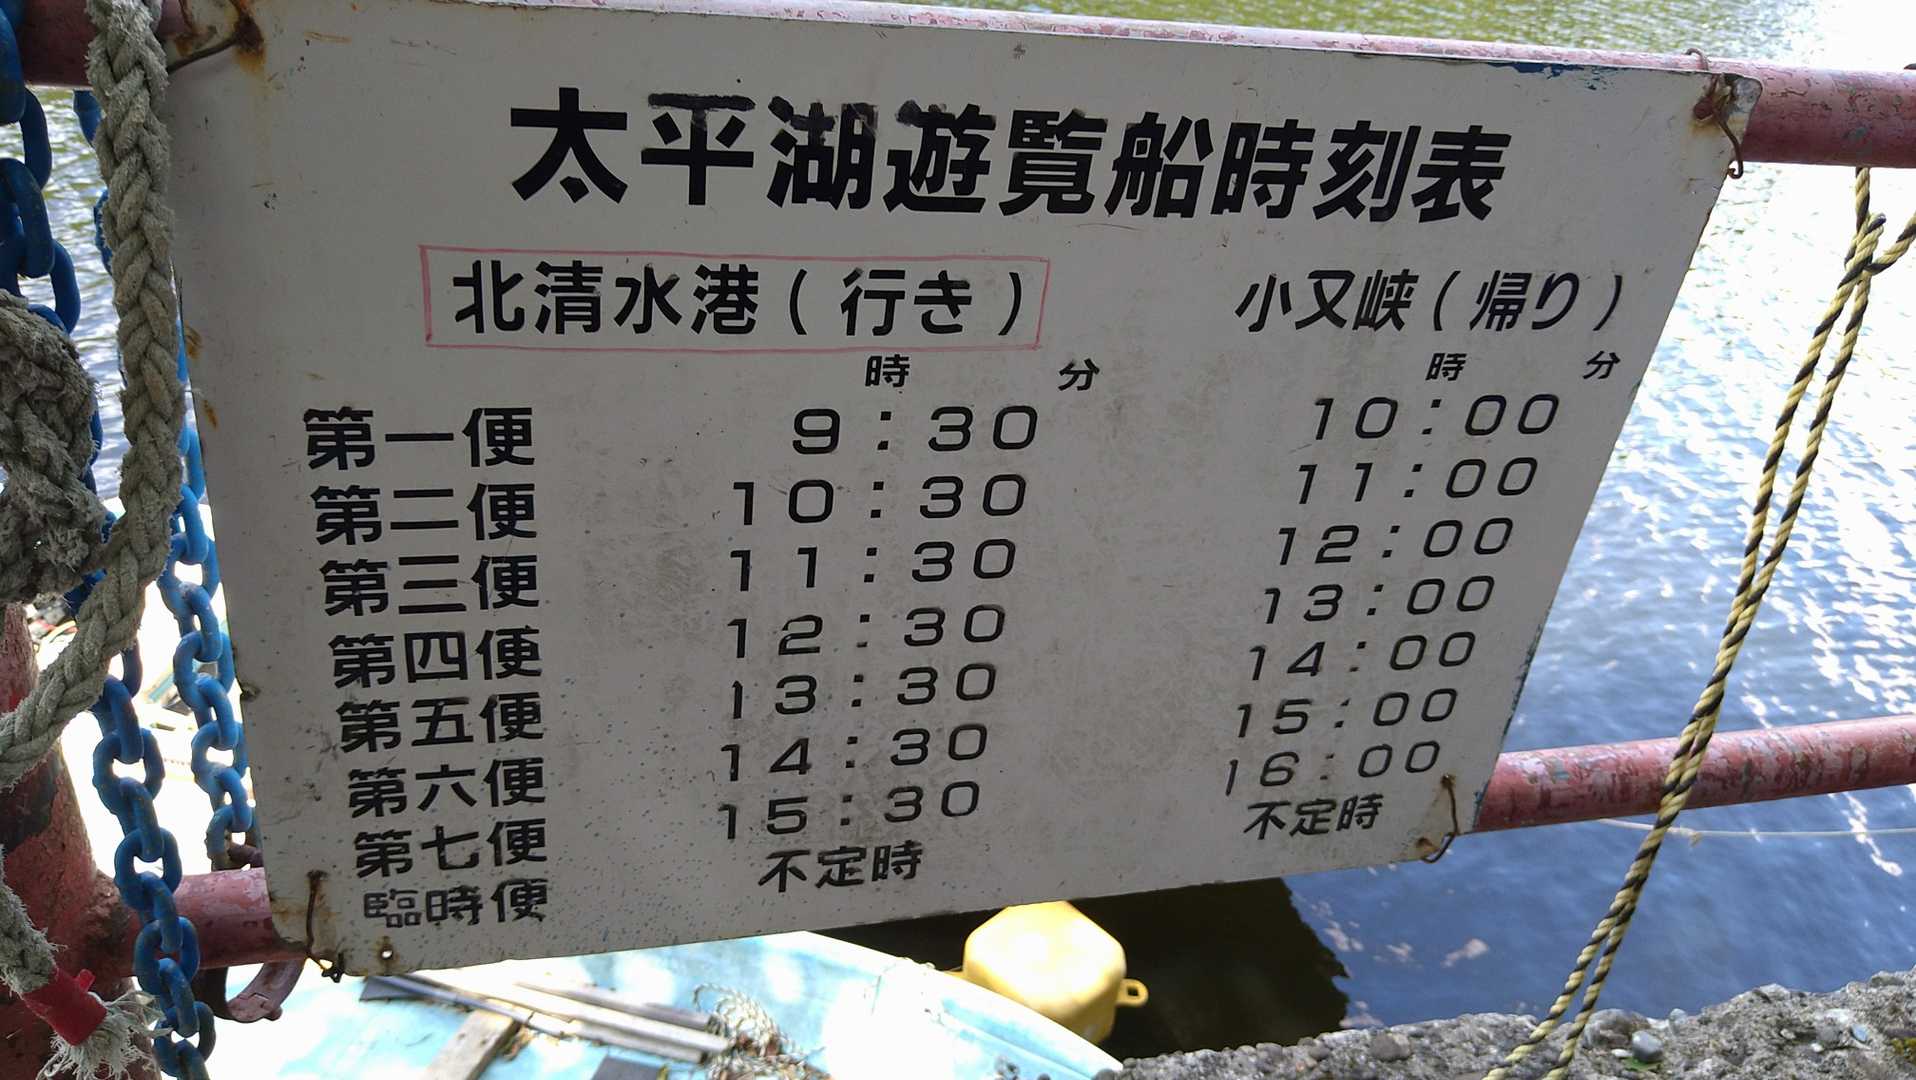 太平湖遊覧船時刻表
北清水港(行き) 小又峡(帰り)
時 分 時 分
第一便 9:30 10:00
第二便 10:30 11:00
第三便 11:30 12:00
第四便 12:30 13:00
第五便 13:30 14:00
第六便 14:30 15:00
第七便 15:30 16:00
臨時便 不定時 不定時